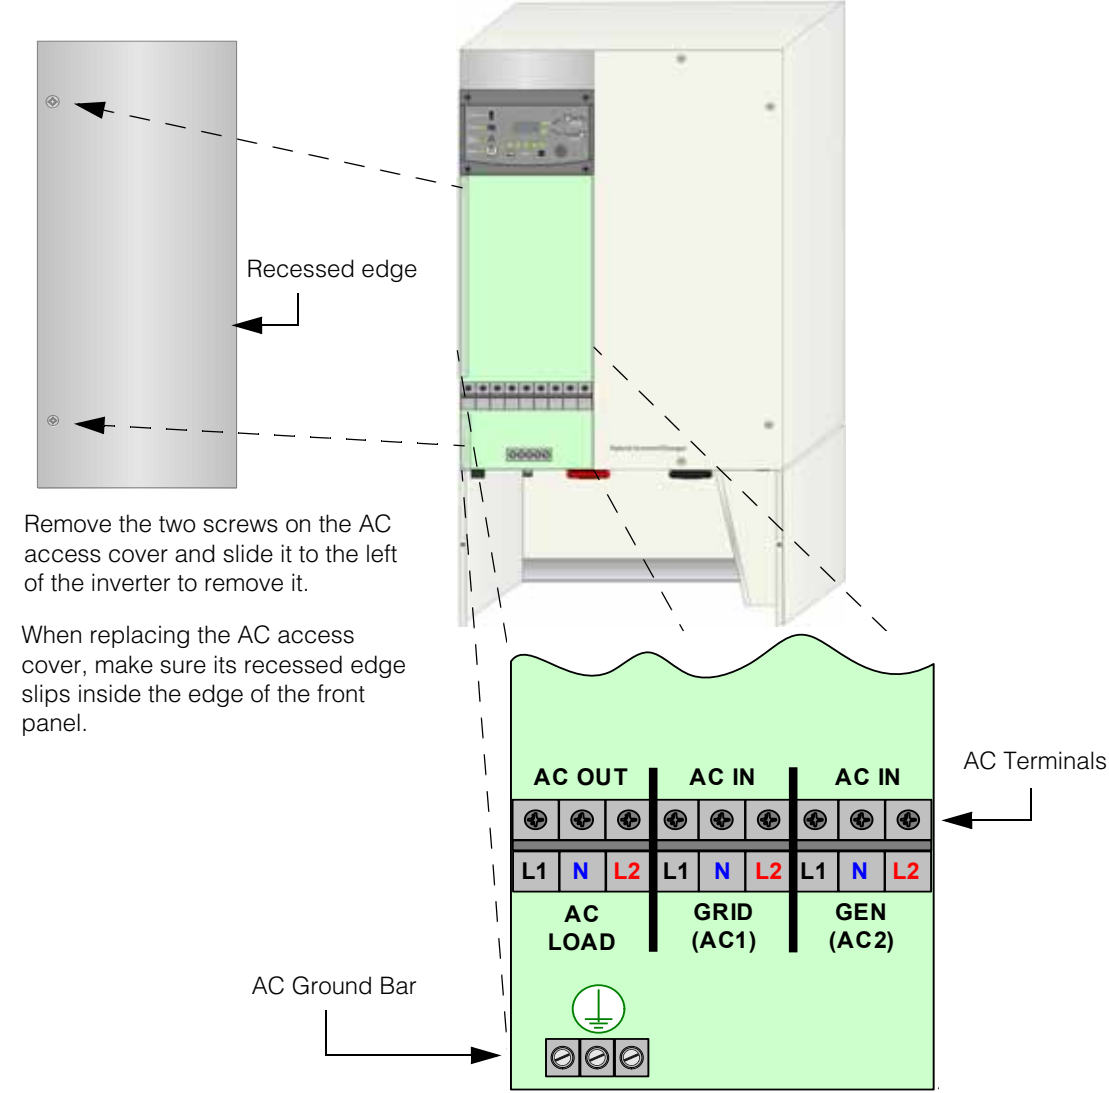 Recessed edge
Remove the two screws on the AC
access cover and slide it to the left
of the inverter to remove it.
When replacing the AC access
cover, make sure its recessed edge
slips inside the edge of the front
panel.
AC Terminals
AC OUT AC IN AC IN
L1 N L2 L1 N L2 L1 N L2
AC
LOAD
GRID
(AC1)
GEN
(AC2)
AC Ground Bar